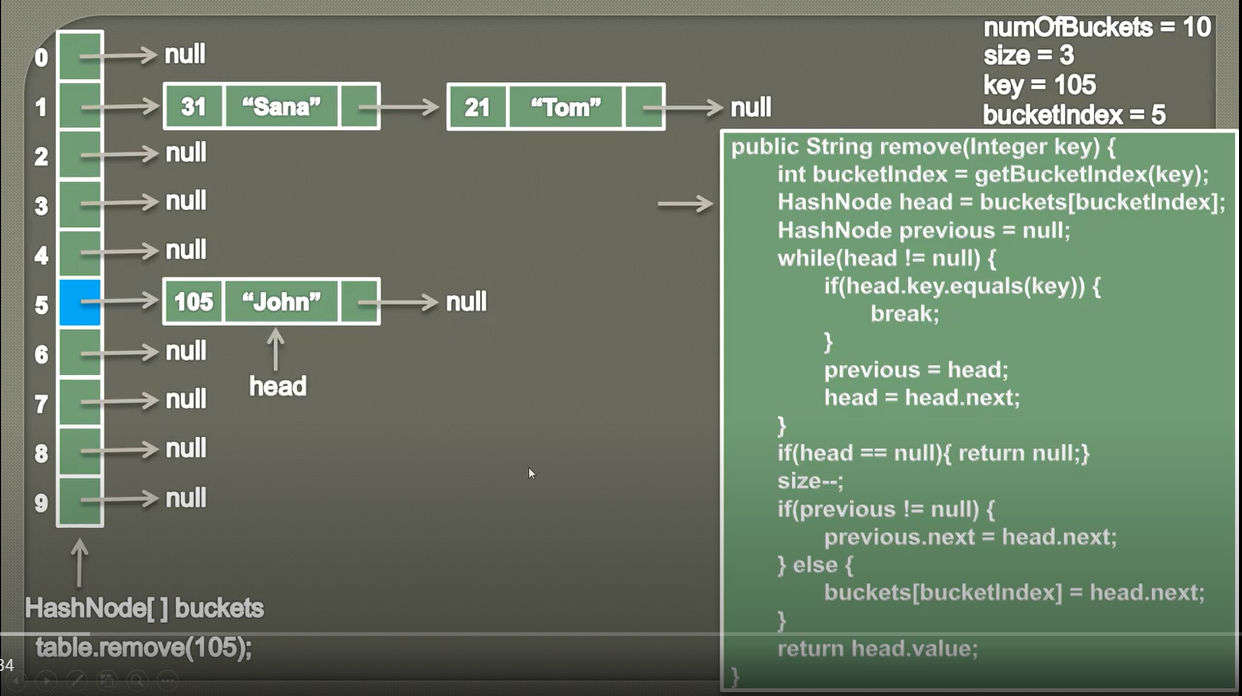 numOfBuckets = 10
size = 3
key = 105
bucketIndex = 5
0 null
1 31 “Sana” 21 “Tom” null
2 null
3 null
4 null
5 105 “John” null
head
6 null
7 null
8 null
9 null
HashNode[ ] buckets
table.remove(105);
34
public String remove(Integer key) {
int bucketIndex = getBucketIndex(key);
HashNode head = buckets[bucketIndex];
HashNode previous = null;
while(head != null) {
if(head.key.equals(key)) {
break;
}
previous = head;
head = head.next;
}
if(head == null){ return null;}
size--;
if(previous != null) {
previous.next = head.next;
} else {
buckets[bucketIndex] = head.next;
}
return head.value;
}